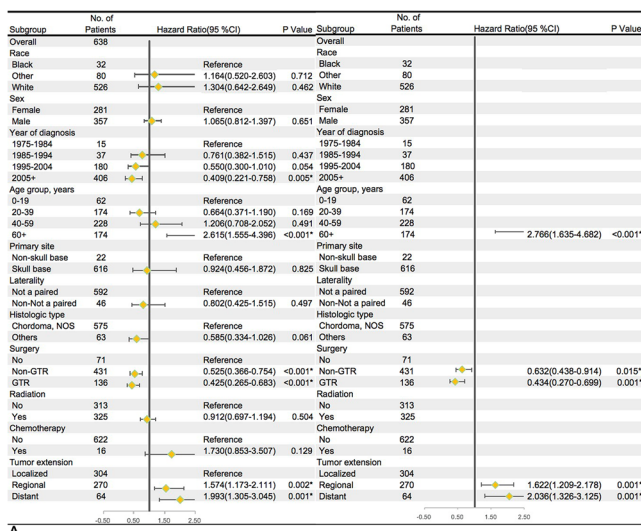 No. of No. of
Subgroup Patients Hazard Ratio(95 %CI) P Value Subgroup Patients Hazard Ratio(95 %CI) P Value
Overall 638 Overall
Race Race
Black 32 Reference Black 32
Other 80 1.164(0.520-2.603) 0.712 Other 80
White 526 1.304(0.642-2.649) 0.462 White 526
Sex Sex
Female 281 Reference Female 281
Male 357 1.065(0.812-1.397) 0.651 Male 357
Year of diagnosis Year of diagnosis
1975-1984 15 Reference 1975-1984 15
1985-1994 37 0.761(0.382-1.515) 0.437 1985-1994 37
1995-2004 180 0.550(0.300-1.010) 0.054 1995-2004 180
2005+ 406 0.409(0.221-0.758) 0.005* 2005+ 406
Age group, years Age group, years
0-19 62 Reference 0-19 62
20-39 174 0.664(0.371-1.190) 0.169 20-39 174
40-59 228 1.206(0.708-2.052) 0.491 40-59 228
60+ 174 2.615(1.555-4.396) <0.001* 60+ 174 2.766(1.635-4.682) <0.001*
Primary site Primary site
Non-skull base 22 Reference Non-skull base 22
Skull base 616 0.924(0.456-1.872) 0.825 Skull base 616
Laterality Laterality
Not a paired 592 Reference Not a paired 592
Non-Not a paired 46 0.802(0.425-1.515) 0.497 Non-Not a paired 46
Histologic type Histologic type
Chordoma, NOS 575 Reference Chordoma, NOS 575
Others 63 0.585(0.334-1.026) 0.061 Others 63
Surgery Surgery
No 71 Reference No 71
Non-GTR 431 0.525(0.366-0.754) <0.001* Non-GTR 431 0.632(0.438-0.914) 0.015*
GTR 136 0.425(0.265-0.683) <0.001* GTR 136 0.434(0.270-0.699) 0.001*
Radiation Radiation
No 313 Reference No 313
Yes 325 0.912(0.697-1.194) 0.504 Yes 325
Chemotherapy Chemotherapy
No 622 Reference No 622
Yes 16 1.730(0.853-3.507) 0.129 Yes 16
Tumor extension Tumor extension
Localized 304 Reference Localized 304
Regional 270 1.574(1.173-2.111) 0.002* Regional 270 1.622(1.209-2.178) 0.001*
Distant 64 1.993(1.305-3.045) 0.001* Distant 64 2.036(1.326-3.125) 0.001*
-0.50 0.50 1.50 2.50 -0.50 0.50 1.50 2.50
A